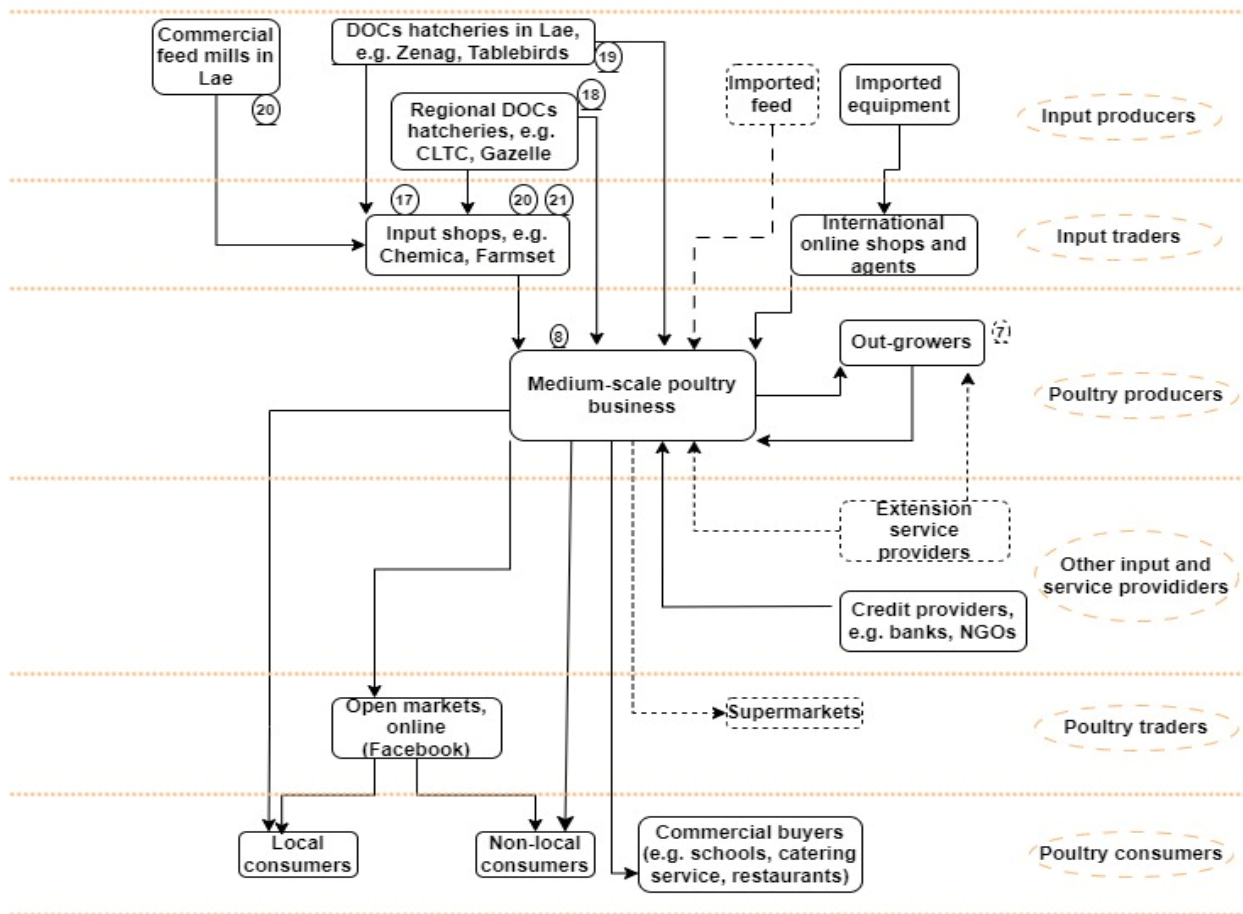 Commercial
feed mills in
Lae
20
DOCs hatcheries in Lae,
e.g. Zenag, Tablebirds
19
Regional DOCs
hatcheries, e.g.
CLTC, Gazelle
18
Imported
feed
Imported
equipment
Input producers
17
20
21
Input shops, e.g.
Chemica, Farmset
International
online shops and
agents
Input traders
8
Medium-scale poultry
business
Out-growers
7
Poultry producers
Extension
service
providers
Credit providers,
e.g. banks, NGOs
Other input and
service provididers
Open markets,
online
(Facebook)
Supermarkets
Poultry traders
Local
consumers
Non-local
consumers
Commercial buyers
(e.g. schools, catering
service, restaurants)
Poultry consumers